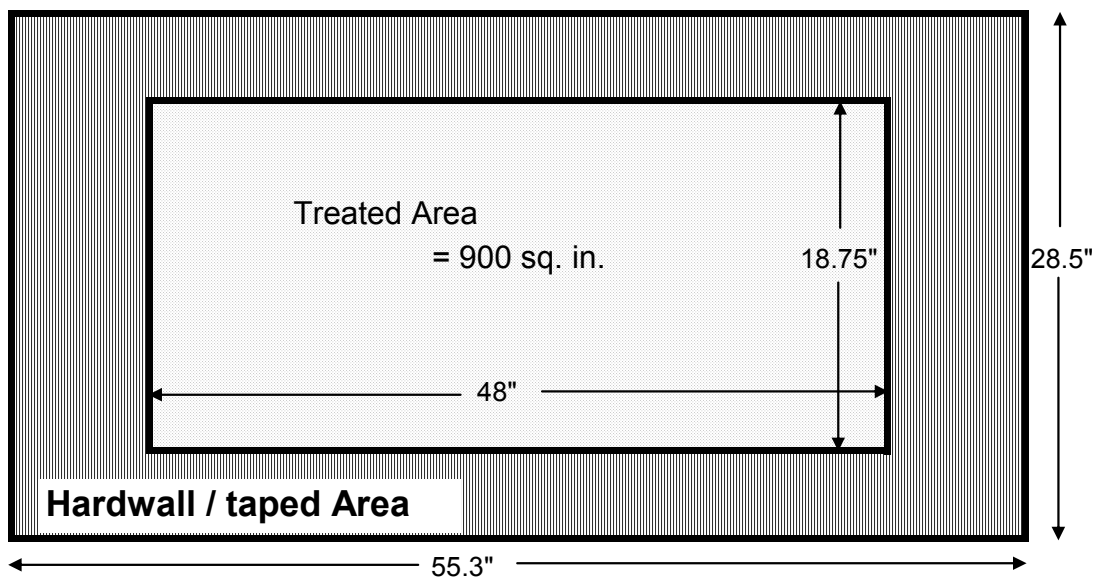 Treated Area
= 900 sq. in.
18.75"
28.5"
48"
Hardwall / taped Area
55.3"